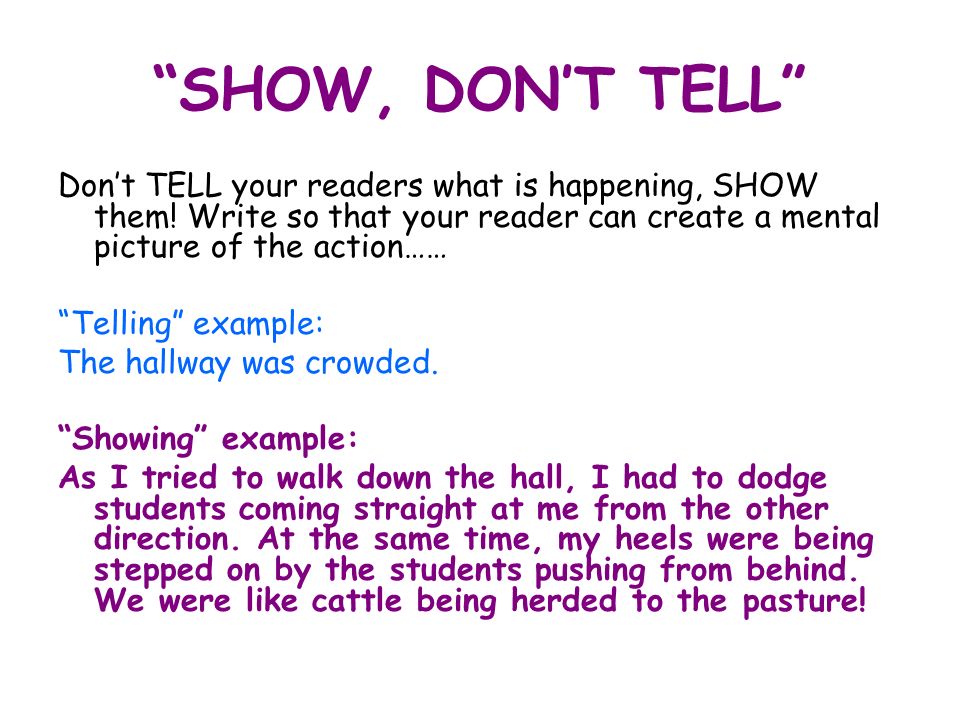 “SHOW, DON’T TELL”
Don’t TELL your readers what is happening, SHOW
them! Write so that your reader can create a mental
picture of the action……
“Telling” example:
The hallway was crowded.
“Showing” example:
As I tried to walk down the hall, I had to dodge
students coming straight at me from the other
direction. At the same time, my heels were being
stepped on by the students pushing from behind.
We were like cattle being herded to the pasture!